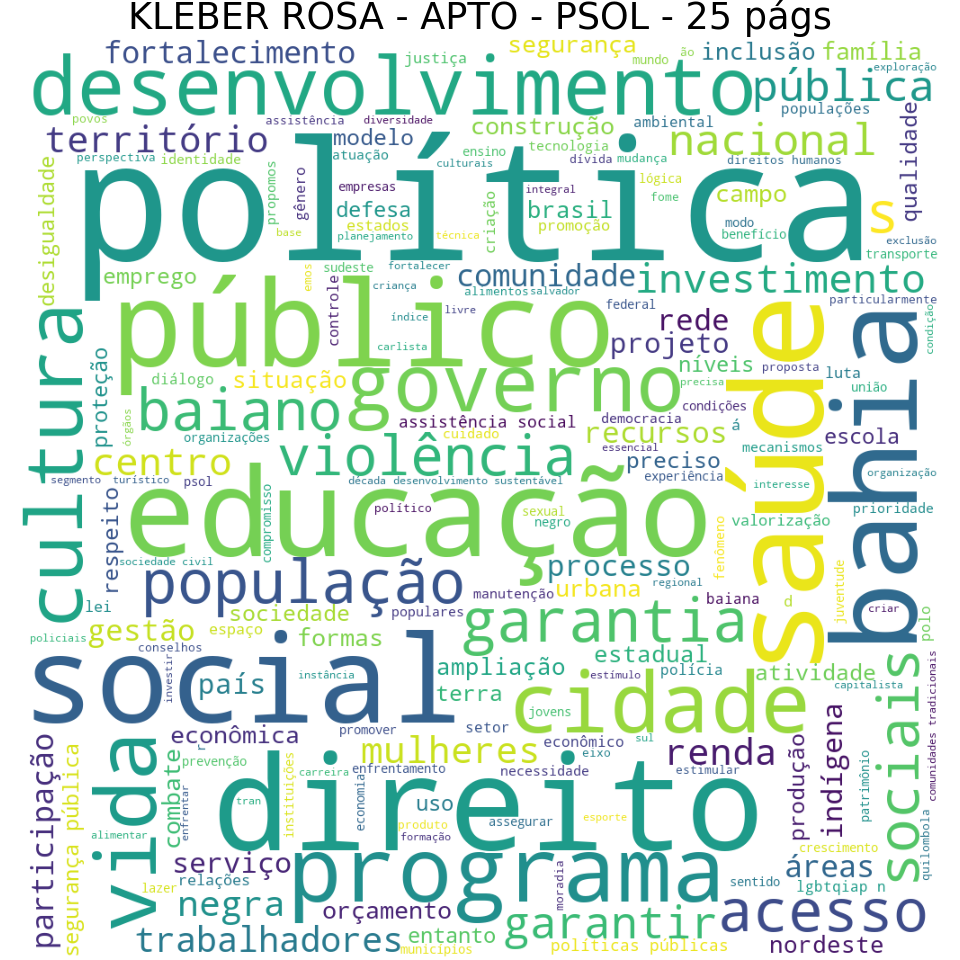 KLEBER ROSA - APTO - PSOL - 25 págs
fortalecimento
justiça
segurança
mundo
ão
inclusão
família
exploração
desenvolvimento
pública
populações
povos
assistência
diversidade
território
modelo
construção
ambiental
tecnologia
nacional
qualidade
perspectiva
identidade
atuação
culturais
ensino
dívida
mudança
direitos humanos
política
desigualdade
propomos
gênero
empresas
integral
lógica
fome
campo
defesa
brasil
criação
promoção
estados
base
planejamento
técnica
modo
benefício
s
exclusão
transporte
emprego
sudeste
fortalecer
emos
controle
criança
comunidade
investimento
alimentos
salvador
público
índice
livre
federal
particularmente
condição
rede
projeto
carlista
cultura
proteção
diálogo
situação
governo
níveis
precisa
proposta
luta
união
saúde
bahia
órgãos
baiano
organizações
assistência social
cuidado
democracia
condições
á
recursos
essencial
escola
mecanismos
centro
violência
preciso
experiência
segmento
turístico
psol
década
desenvolvimento sustentável
interesse
organização
educação
respeito
compromisso
político
sexual
negro
valorização
prioridade
sociedade civil
fenômeno
população
processo
urbana
regional
manutenção
baiana
d
juventude
criar
polo
lei
sociedade
populares
garantia
gestão
espaço
formas
estadual
policiais
conselhos
social
investir
país
instância
ampliação
terra
estímulo
polícia
atividade
capitalista
cidade
jovens
setor
sociais
comunidades tradicionais
participação
segurança pública
vida
econômica
promover
mulheres
econômico
sul
eixo
renda
produção
indígena
patrimônio
r
prevenção
combate
enfrentar
instituições
carreira
enfrentamento
necessidade
estimular
direito
tran
economia
uso
produto
formação
assegurar
esporte
alimentar
crescimento
quilombola
serviço
programa
moradia
áreas
lazer
relações
sentido
lgbtqiap n
negra
orçamento
garantir
acesso
trabalhadores
entanto
municípios
políticas públicas
nordeste